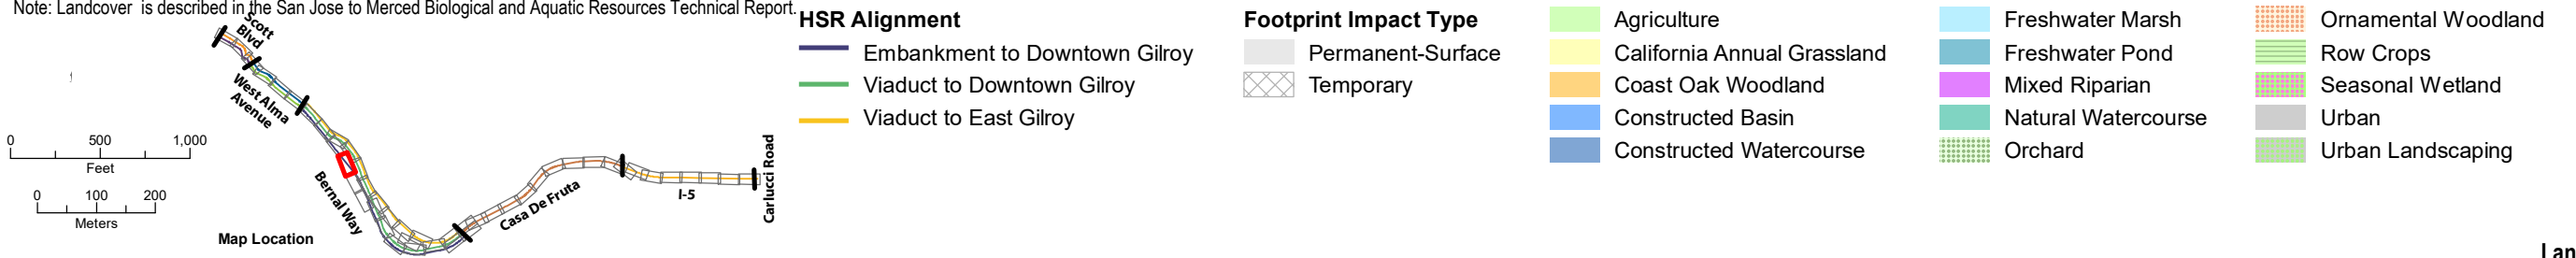 Note: Landcover is described in the San Jose to Merced Biological and Aquatic Resources Technical Report.
Scott
Blvd
West Alma
Avenue
0 500 1,000
Feet
0 100 200
Meters
Bernal Way
Map Location
Casa De Fruta
I-5
Carlucci Road
HSR Alignment
Embankment to Downtown Gilroy
Viaduct to Downtown Gilroy
Viaduct to East Gilroy
Footprint Impact Type
Permanent-Surface
Temporary
Agriculture
California Annual Grassland
Coast Oak Woodland
Constructed Basin
Constructed Watercourse
Freshwater Marsh
Freshwater Pond
Mixed Riparian
Natural Watercourse
Orchard
Ornamental Woodland
Row Crops
Seasonal Wetland
Urban
Urban Landscaping
Lan